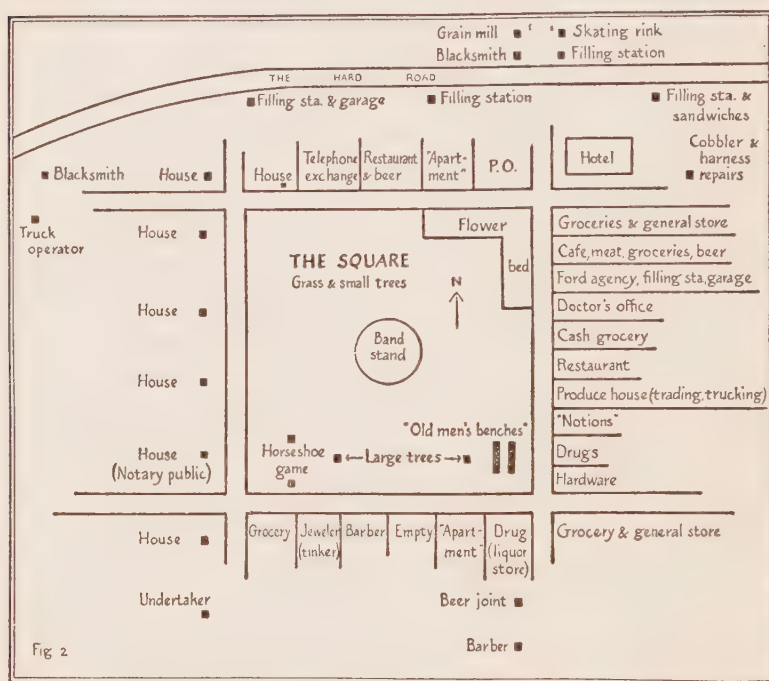 Grain mill
Skating rink
Blacksmith
Filling station
THE HARD ROAD
Filling sta. & garage
Filling station
Filling sta. &
sandwiches
Blacksmith
House
House
Telephone
exchange
Restaurant
& beer
"Apart-
ment"
P.O.
Hotel
Cobbler &
harness
repairs
Truck
operator
House
House
House
House
(Notary public)
THE SQUARE
Grass & small trees
N
Flower
bed
Band
stand
"Old men's benches"
Horseshoe
game
←Large trees→
Groceries & general store
Cafe, meat, groceries, beer
Ford agency, filling sta, garage
Doctor's office
Cash grocery
Restaurant
Produce house (trading, trucking)
"Notions"
Drugs
Hardware
House
Grocery
Jeweler
(tinker)
Barber
Empty
"Apart-
ment"
Drug
(liquor
store)
Grocery & general store
Undertaker
Beer joint
Barber
Fig 2